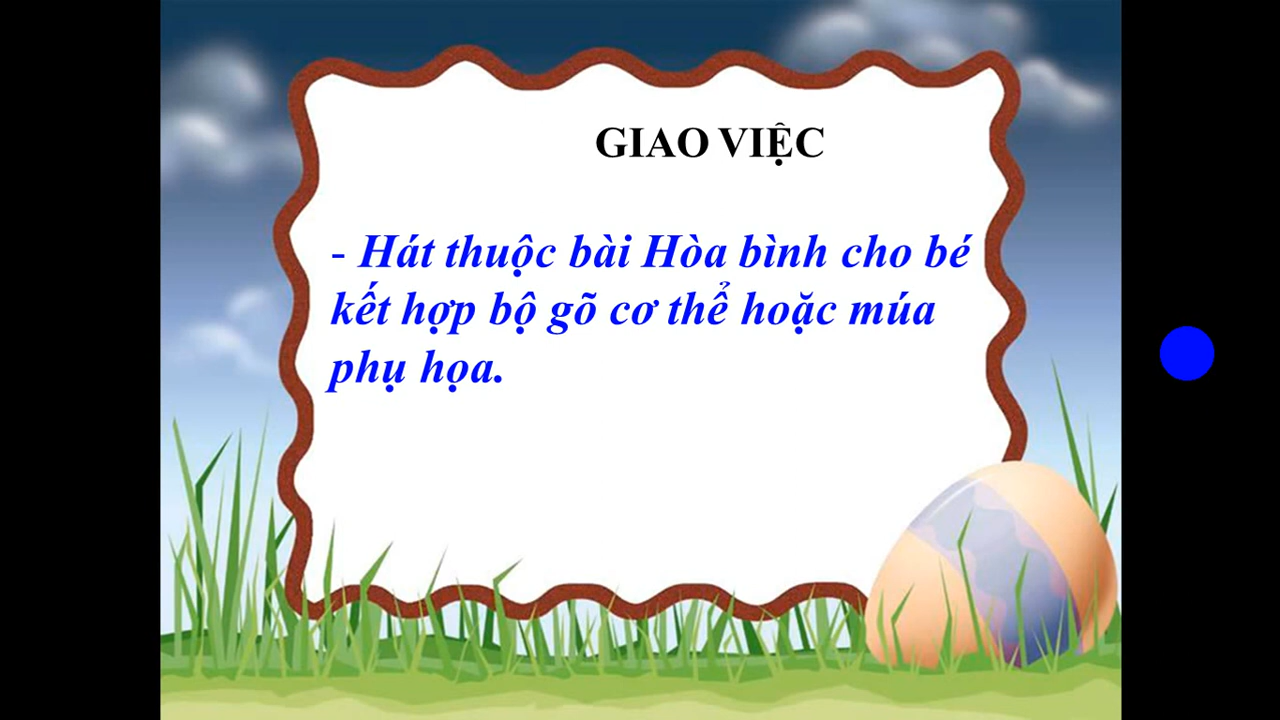 GIAO VIỆC
- Hát thuộc bài Hòa bình cho bé
kết hợp bộ gõ cơ thể hoặc múa
phụ họa.